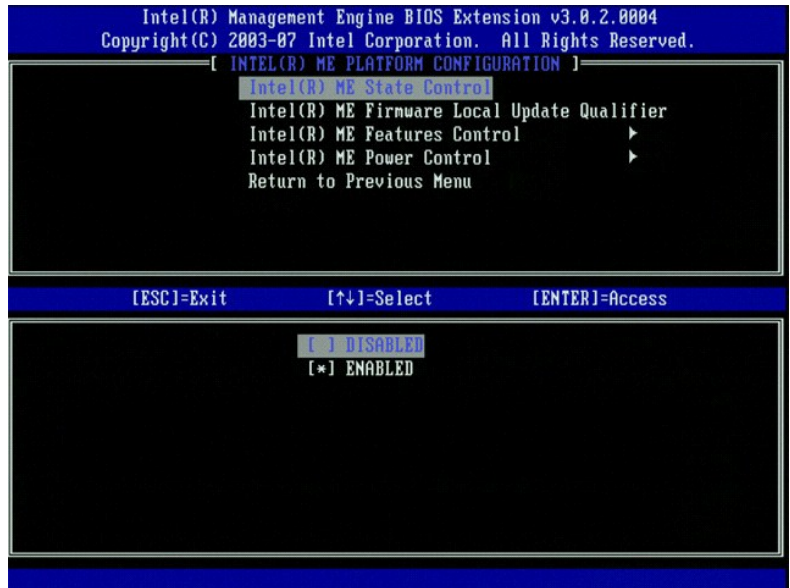 Intel(R) Management Engine BIOS Extension v3.0.2.0004
Copyright(C) 2003-07 Intel Corporation. All Rights Reserved.
[ INTEL(R) ME PLATFORM CONFIGURATION ]
Intel(R) ME State Control
Intel(R) ME Firmware Local Update Qualifier
Intel(R) ME Features Control ►
Intel(R) ME Power Control ►
Return to Previous Menu
[ESC]=Exit [↑↓]=Select [ENTER]=Access
[ ] DISABLED
[*] ENABLED